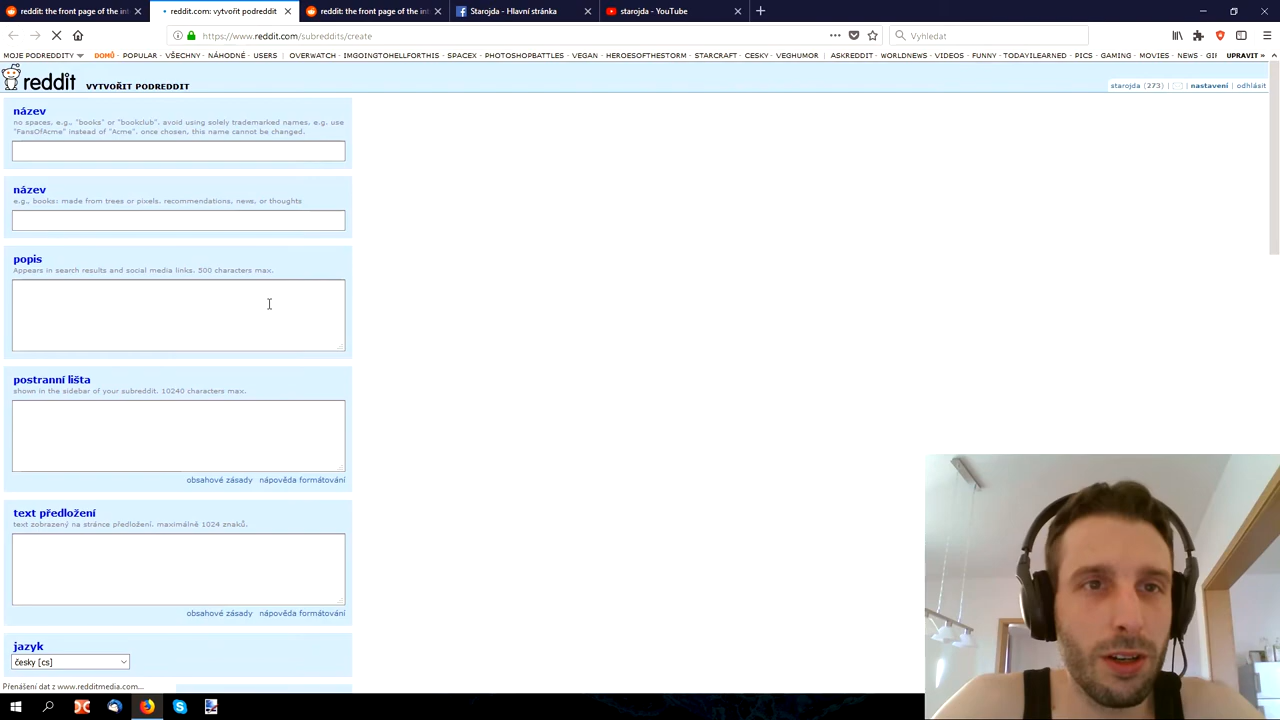 reddit: the front page of the int
reddit.com: vytvořit podreddit
reddit: the front page of the int
Starojda - Hlavní stránka
starojda - YouTube
https://www.reddit.com/subreddits/create
Vyhledat
MOJE PODREDDITY DOMŮ - POPULAR - VŠECHNY - NÁHODNÉ - USERS | OVERWATCH - IMGOINGTOHELLFORTHIS - SPACEX - PHOTOSHOPBATTLES - VEGAN - HEROESOFTHESTORM - STARCRAFT - CESKY - VEGHUMOR | ASKREDDIT - WORLDNEWS - VIDEOS - FUNNY - TODAYILEARNED - PICS - GAMING - MOVIES - NEWS - GIF UPRAVIT »
reddit VYTVOŘIT PODREDDIT
starojda (273) | | nastavení | odhlásit
název
no spaces. e.g., "books" or "bookclub". avoid using solely trademarked names, e.g. use
"FansOfAcme" instead of "Acme". once chosen, this name cannot be changed.
název
e.g., books: made from trees or pixels. recommendations, news, or thoughts
popis
Appears in search results and social media links. 500 characters max.
postranní lišta
shown in the sidebar of your subreddit. 10240 characters max.
obsahové zásady nápověda formátování
text předložení
text zobrazený na stránce předložení. maximálně 1024 znaků.
obsahové zásady nápověda formátování
jazyk
česky [cs]
Přenášení dat z www.redditmedia.com...